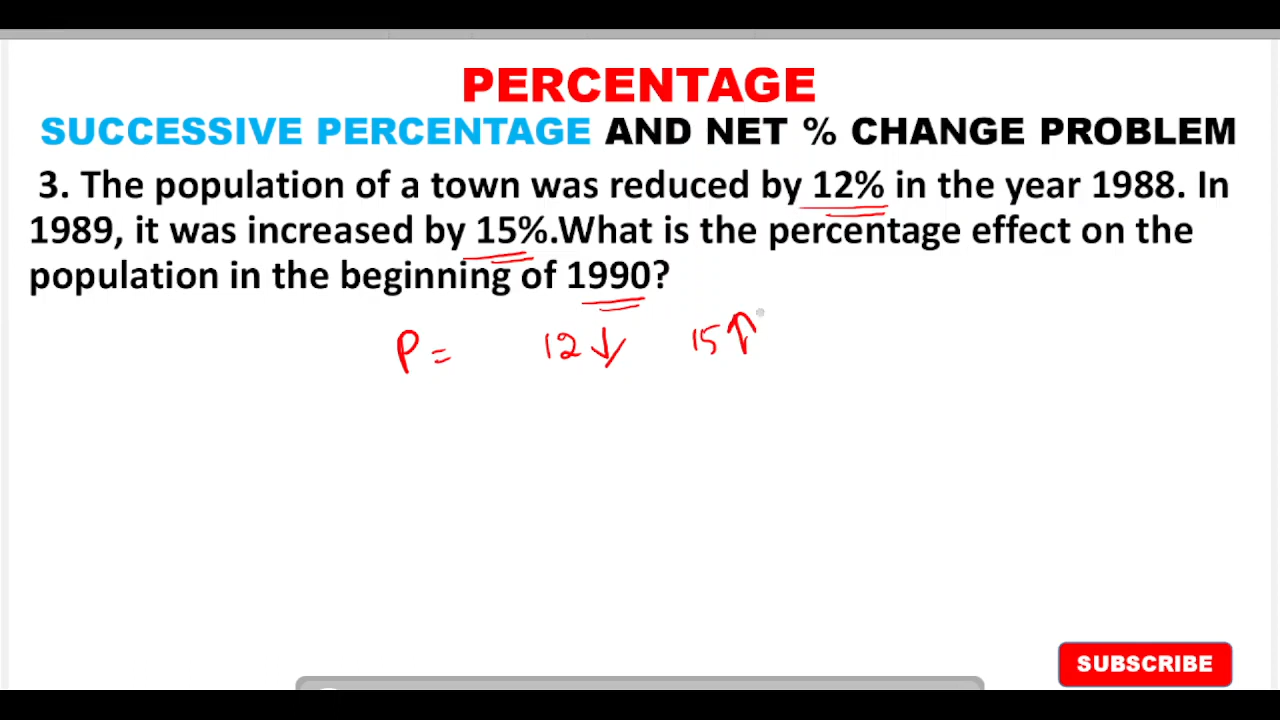 PERCENTAGE
SUCCESSIVE PERCENTAGE AND NET % CHANGE PROBLEM
3. The population of a town was reduced by 12% in the year 1988. In
1989, it was increased by 15%.What is the percentage effect on the
population in the beginning of 1990?
P = 12↓ 15↑
SUBSCRIBE